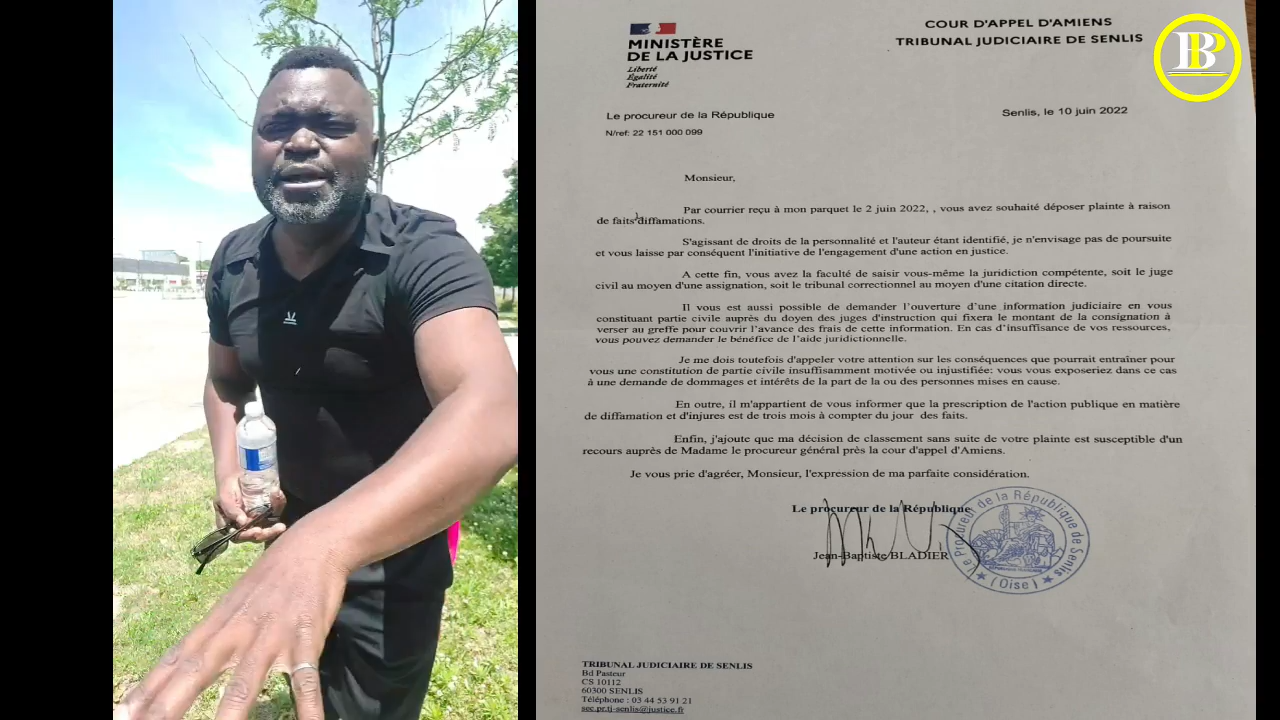 MINISTÈRE
DE LA JUSTICE
Liberté
Égalité
Fraternité
COUR D'APPEL D'AMIENS
TRIBUNAL JUDICIAIRE DE SENLIS
BP
Le procureur de la République
N/ref: 22 151 000 099
Senlis, le 10 juin 2022
Monsieur,
Par courrier reçu à mon parquet le 2 juin 2022, , vous avez souhaité déposer plainte à raison
de faits diffamations.
S'agissant de droits de la personnalité et l'auteur étant identifié, je n'envisage pas de poursuite
et vous laisse par conséquent l'initiative de l'engagement d'une action en justice.
A cette fin, vous avez la faculté de saisir vous-même la juridiction compétente, soit le juge
civil au moyen d'une assignation, soit le tribunal correctionnel au moyen d'une citation directe.
Il vous est aussi possible de demander l'ouverture d'une information judiciaire en vous
constituant partie civile auprès du doyen des juges d'instruction qui fixera le montant de la consignation à
verser au greffe pour couvrir l'avance des frais de cette information. En cas d'insuffisance de vos ressources,
vous pouvez demander le bénéfice de l'aide juridictionnelle.
Je me dois toutefois d'appeler votre attention sur les conséquences que pourrait entraîner pour
vous une constitution de partie civile insuffisamment motivée ou injustifiée: vous vous exposeriez dans ce cas
à une demande de dommages et intérêts de la part de la ou des personnes mises en cause.
En outre, il m'appartient de vous informer que la prescription de l'action publique en matière
de diffamation et d'injures est de trois mois à compter du jour des faits.
Enfin, j'ajoute que ma décision de classement sans suite de votre plainte est susceptible d'un
recours auprès de Madame le procureur général près la cour d'appel d'Amiens.
Je vous prie d'agréer, Monsieur, l'expression de ma parfaite considération.
Le procureur de la République
Jean-Baptiste BLADIER
Le Procureur de la République de Senlis
(Oise)
TRIBUNAL JUDICIAIRE DE SENLIS
Bd Pasteur
CS 10112
60300 SENLIS
Téléphone : 03 44 53 91 21
sec.pr.tj-senlis@justice.fr